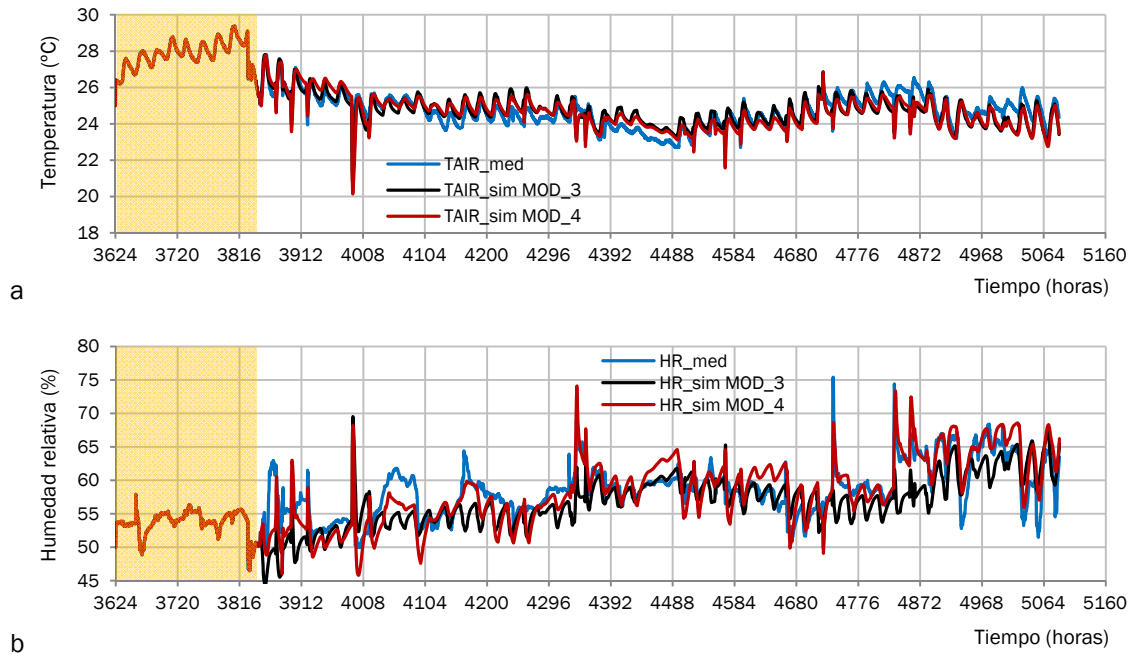 30
28
26
24
22
20
18
Temperatura (ºC)
TAIR_med
TAIR_sim MOD_3
TAIR_sim MOD_4
3624 3720 3816 3912 4008 4104 4200 4296 4392 4488 4584 4680 4776 4872 4968 5064 5160
Tiempo (horas)
a
80
75
70
65
60
55
50
45
Humedad relativa (%)
HR_med
HR_sim MOD_3
HR_sim MOD_4
3624 3720 3816 3912 4008 4104 4200 4296 4392 4488 4584 4680 4776 4872 4968 5064 5160
Tiempo (horas)
b